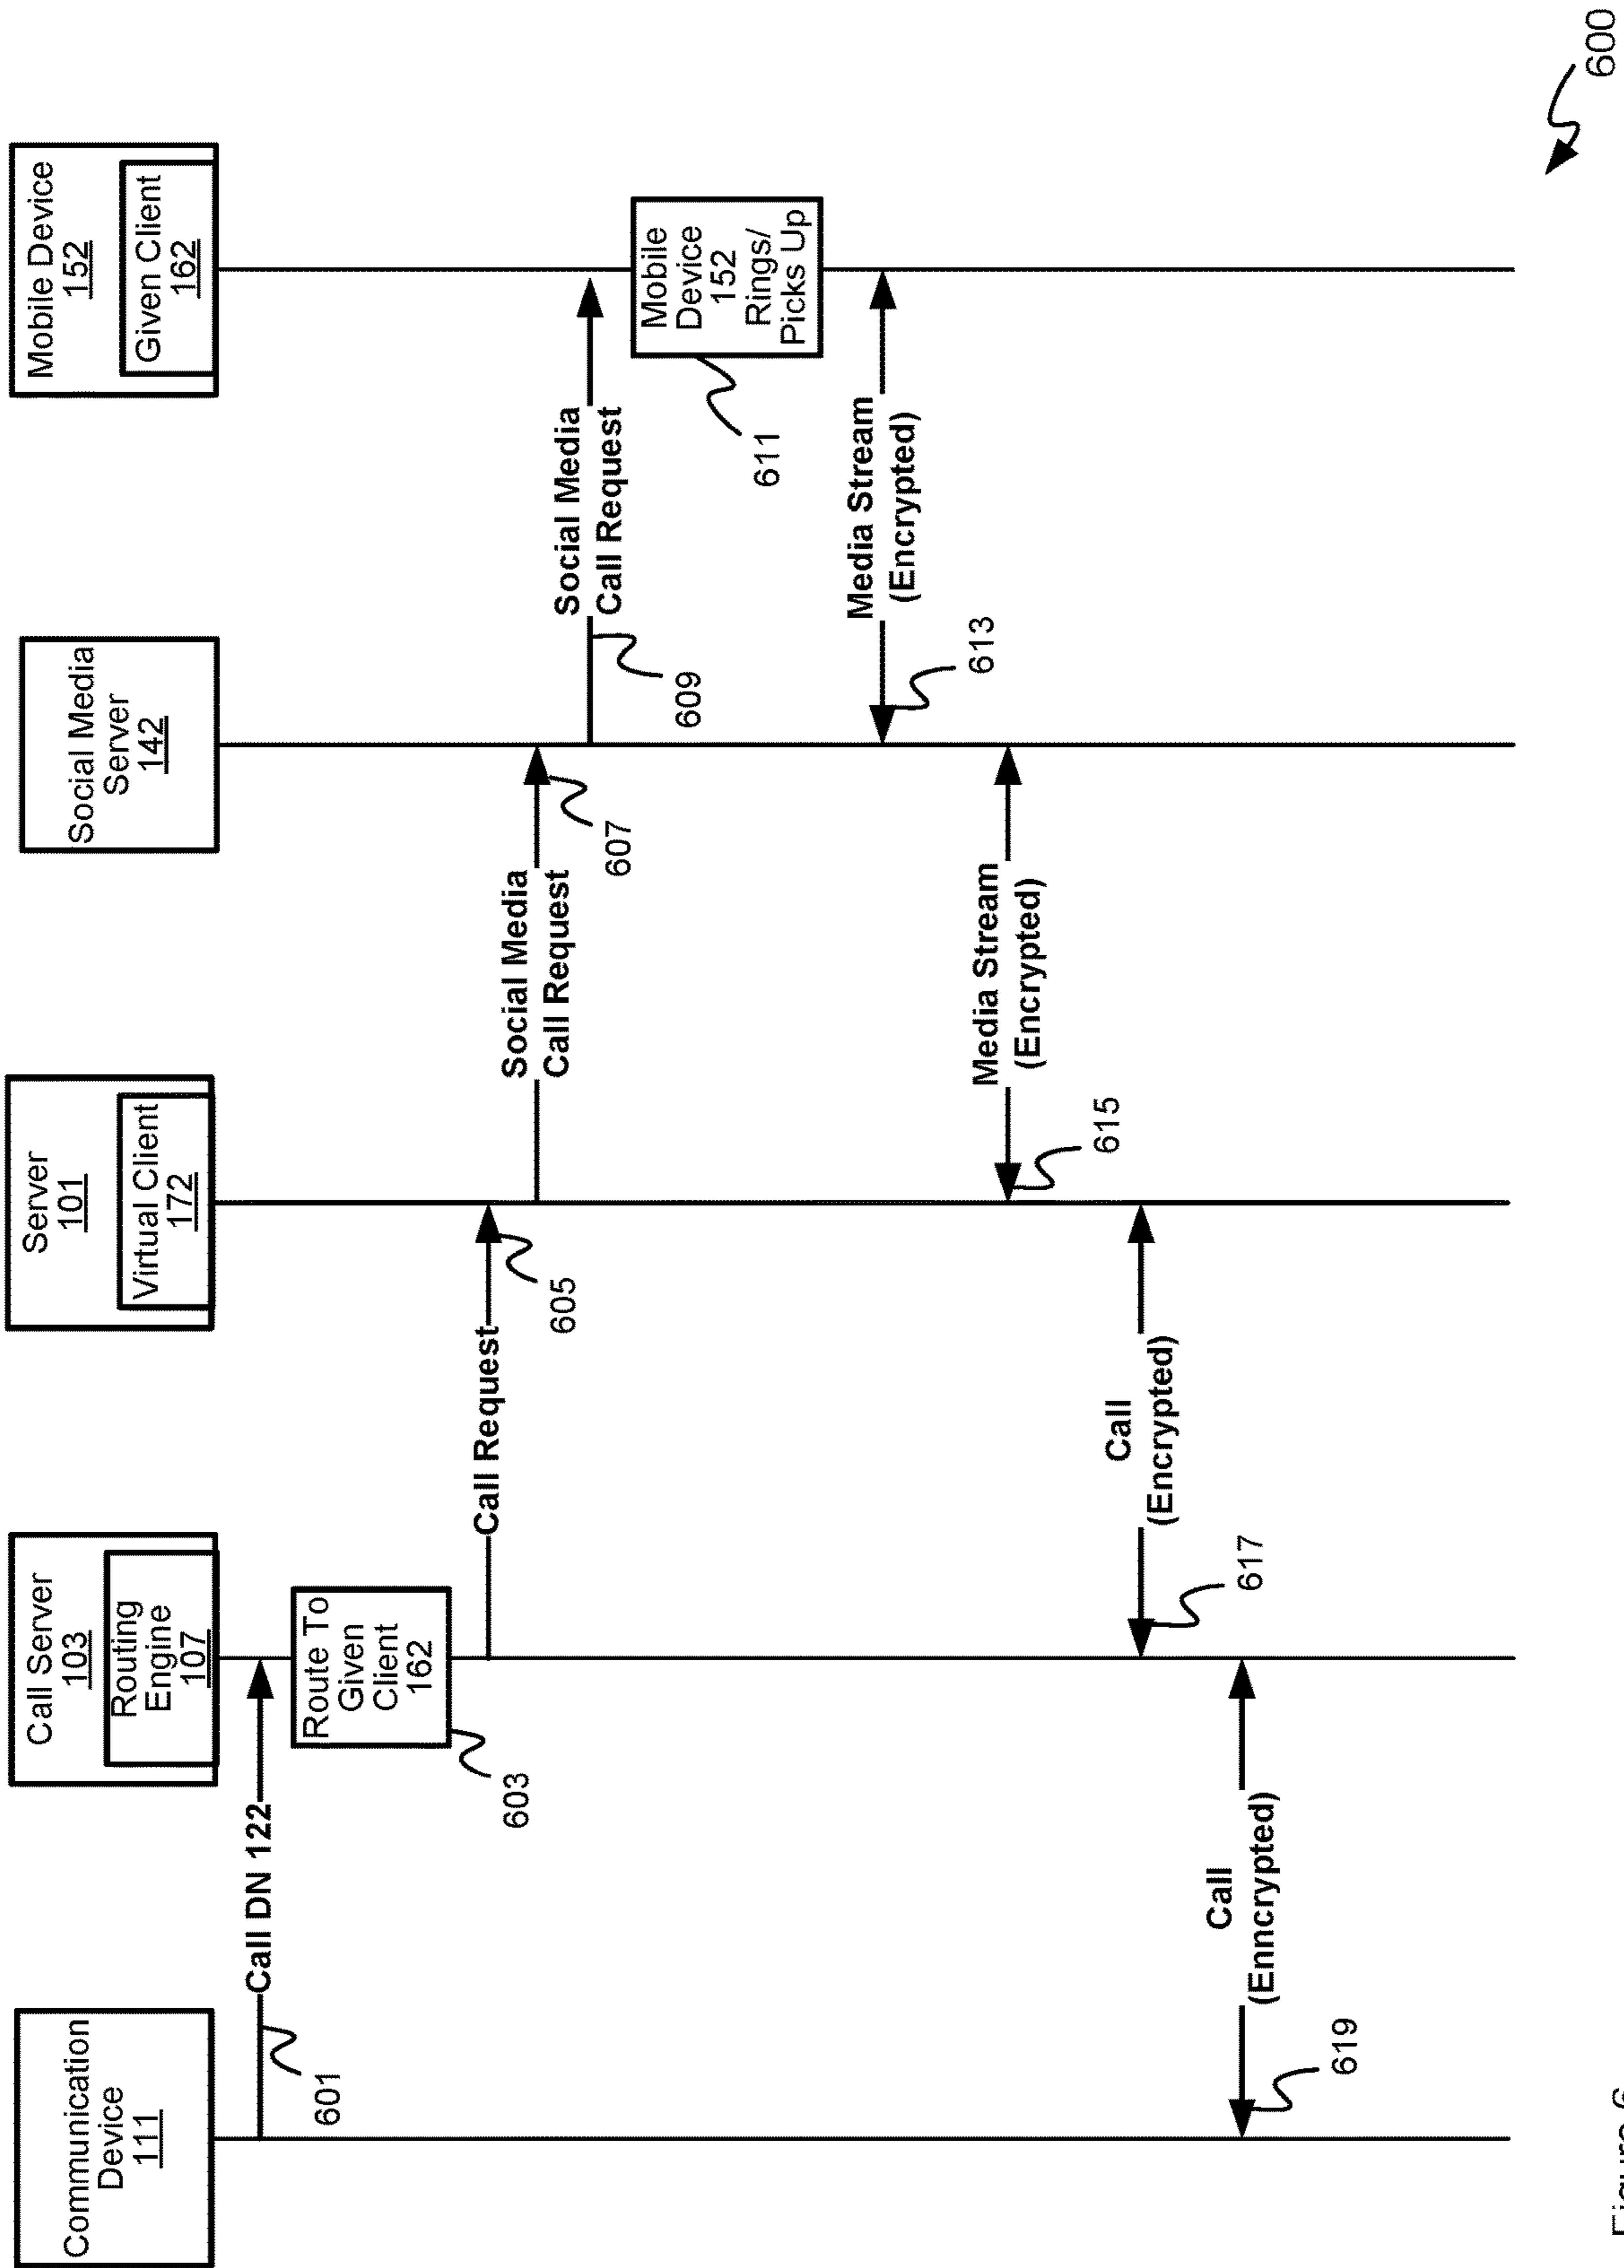 Communication
Device
111
Call Server
103
Routing
Engine
107
Server
101
Virtual Client
172
Social Media
Server
142
Mobile Device
152
Given Client
162
Call DN 122
601
Route To
Given
Client
162
603
Call Request
605
Social Media
Call Request
607
Social Media
Call Request
609
Mobile
Device
152
Rings/
Picks Up
611
Media Stream
(Encrypted)
613
Media Stream
(Encrypted)
615
Call
(Encrypted)
617
Call
(Enncrypted)
619
600
Figure 6